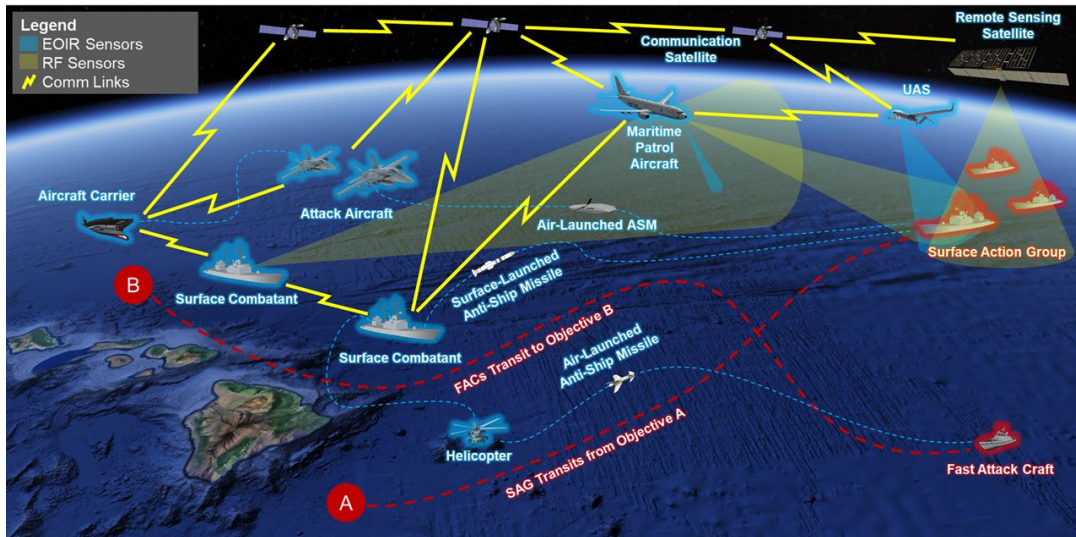 Legend
EOIR Sensors
RF Sensors
Comm Links
Remote Sensing
Satellite
Communication
Satellite
UAS
Maritime
Patrol
Aircraft
Aircraft Carrier
Attack Aircraft
Air-Launched ASM
Surface Action Group
B
Surface Combatant
Surface-Launched
Anti-Ship Missile
Surface Combatant
FACs Transit to Objective B
Air-Launched
Anti-Ship Missile
Helicopter
SAG Transits from Objective A
Fast Attack Craft
A